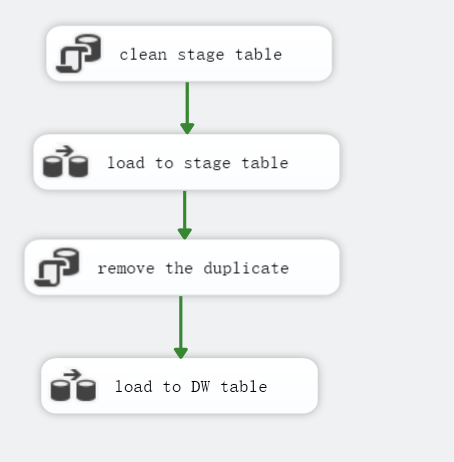 clean stage table
load to stage table
remove the duplicate
load to DW table